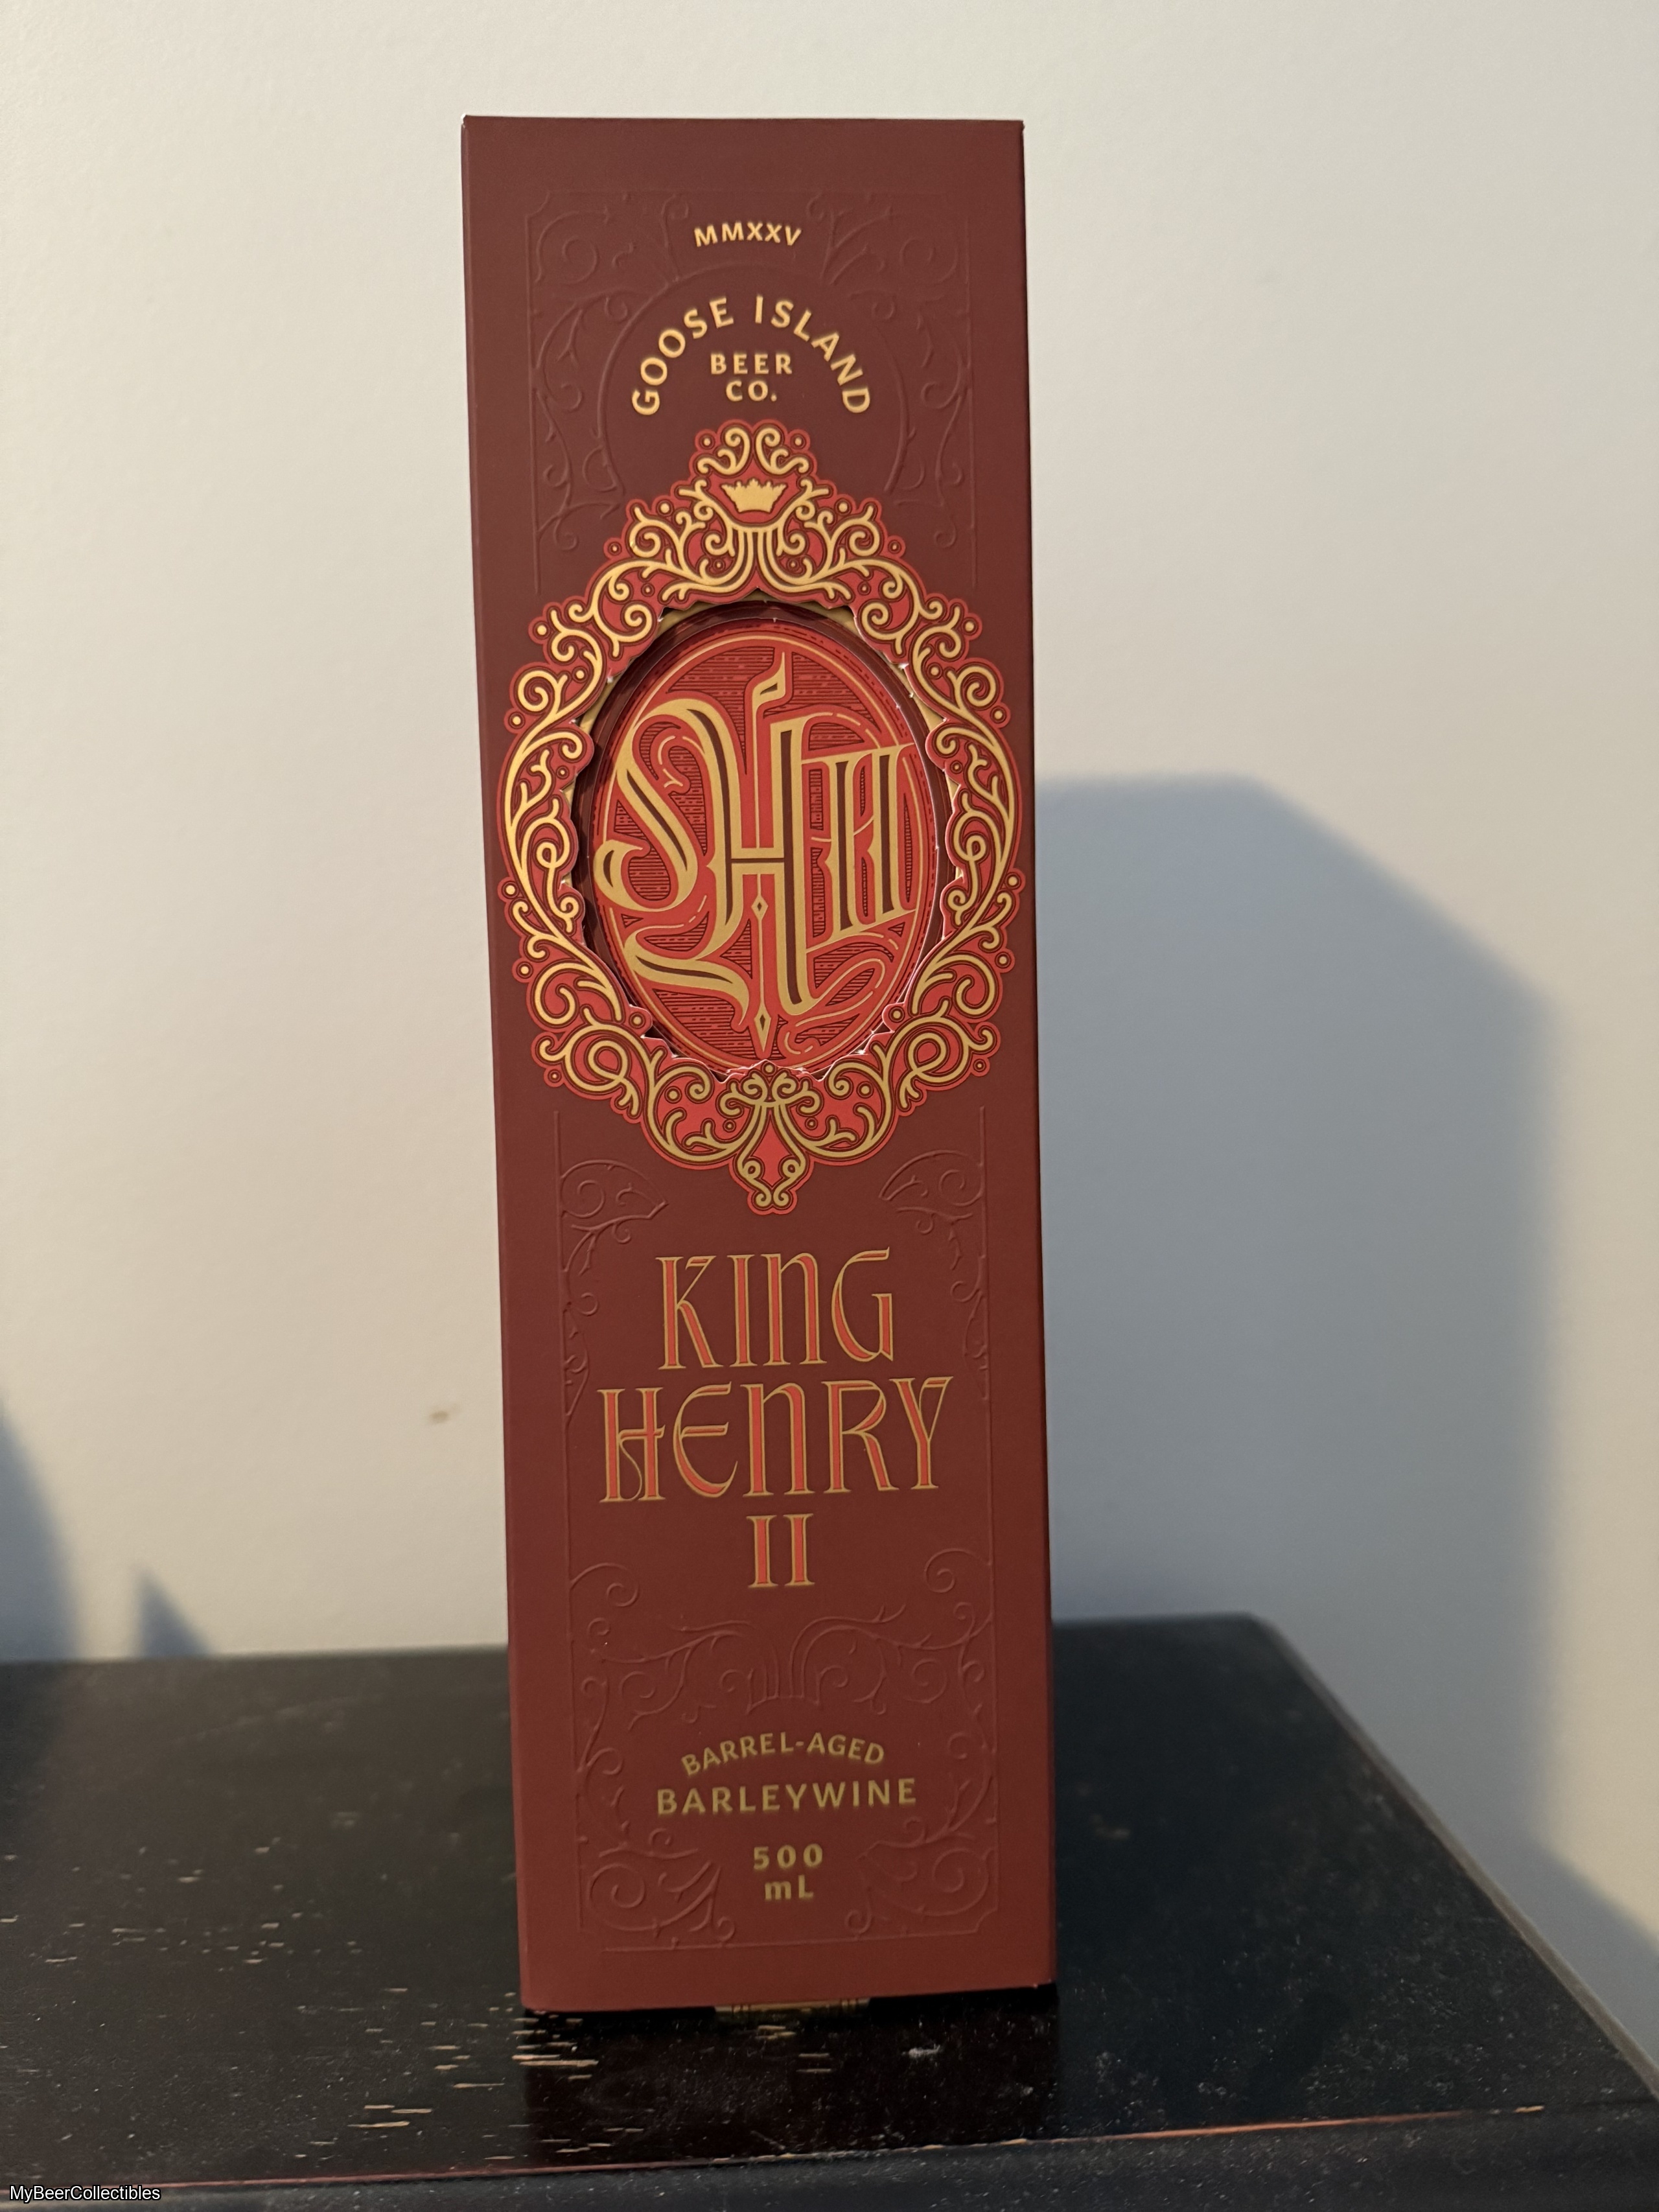 MMXXV
GOOSE ISLAND
BEER
CO.
KING
HENRY
II
BARREL-AGED
BARLEYWINE
500
mL
MyBeerCollectibles